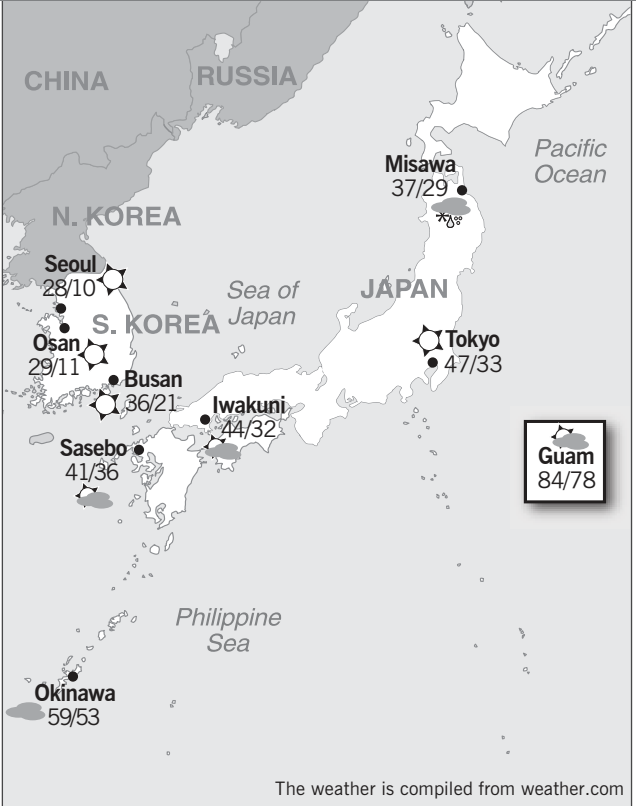 CHINA
RUSSIA
Pacific
Ocean
Misawa
37/29
N. KOREA
Seoul
28/10
Sea of
Japan
JAPAN
S. KOREA
Osan
29/11
Tokyo
47/33
Busan
36/21
Iwakuni
44/32
Sasebo
41/36
Guam
84/78
Philippine
Sea
Okinawa
59/53
The weather is compiled from weather.com